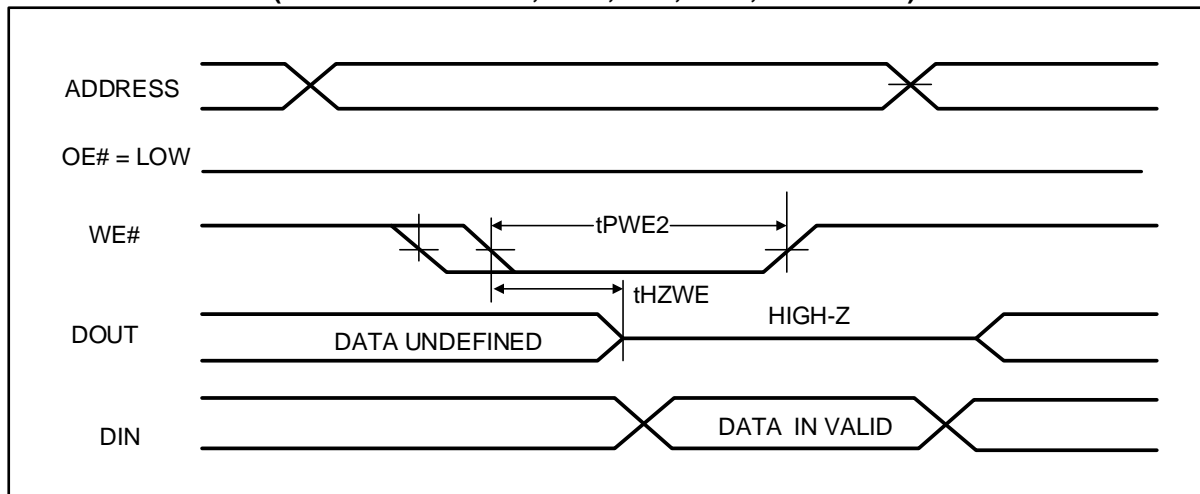 ADDRESS
OE# = LOW
WE#
tPWE2
tHZWE
DOUT
DATA UNDEFINED
HIGH-Z
DIN
DATA IN VALID